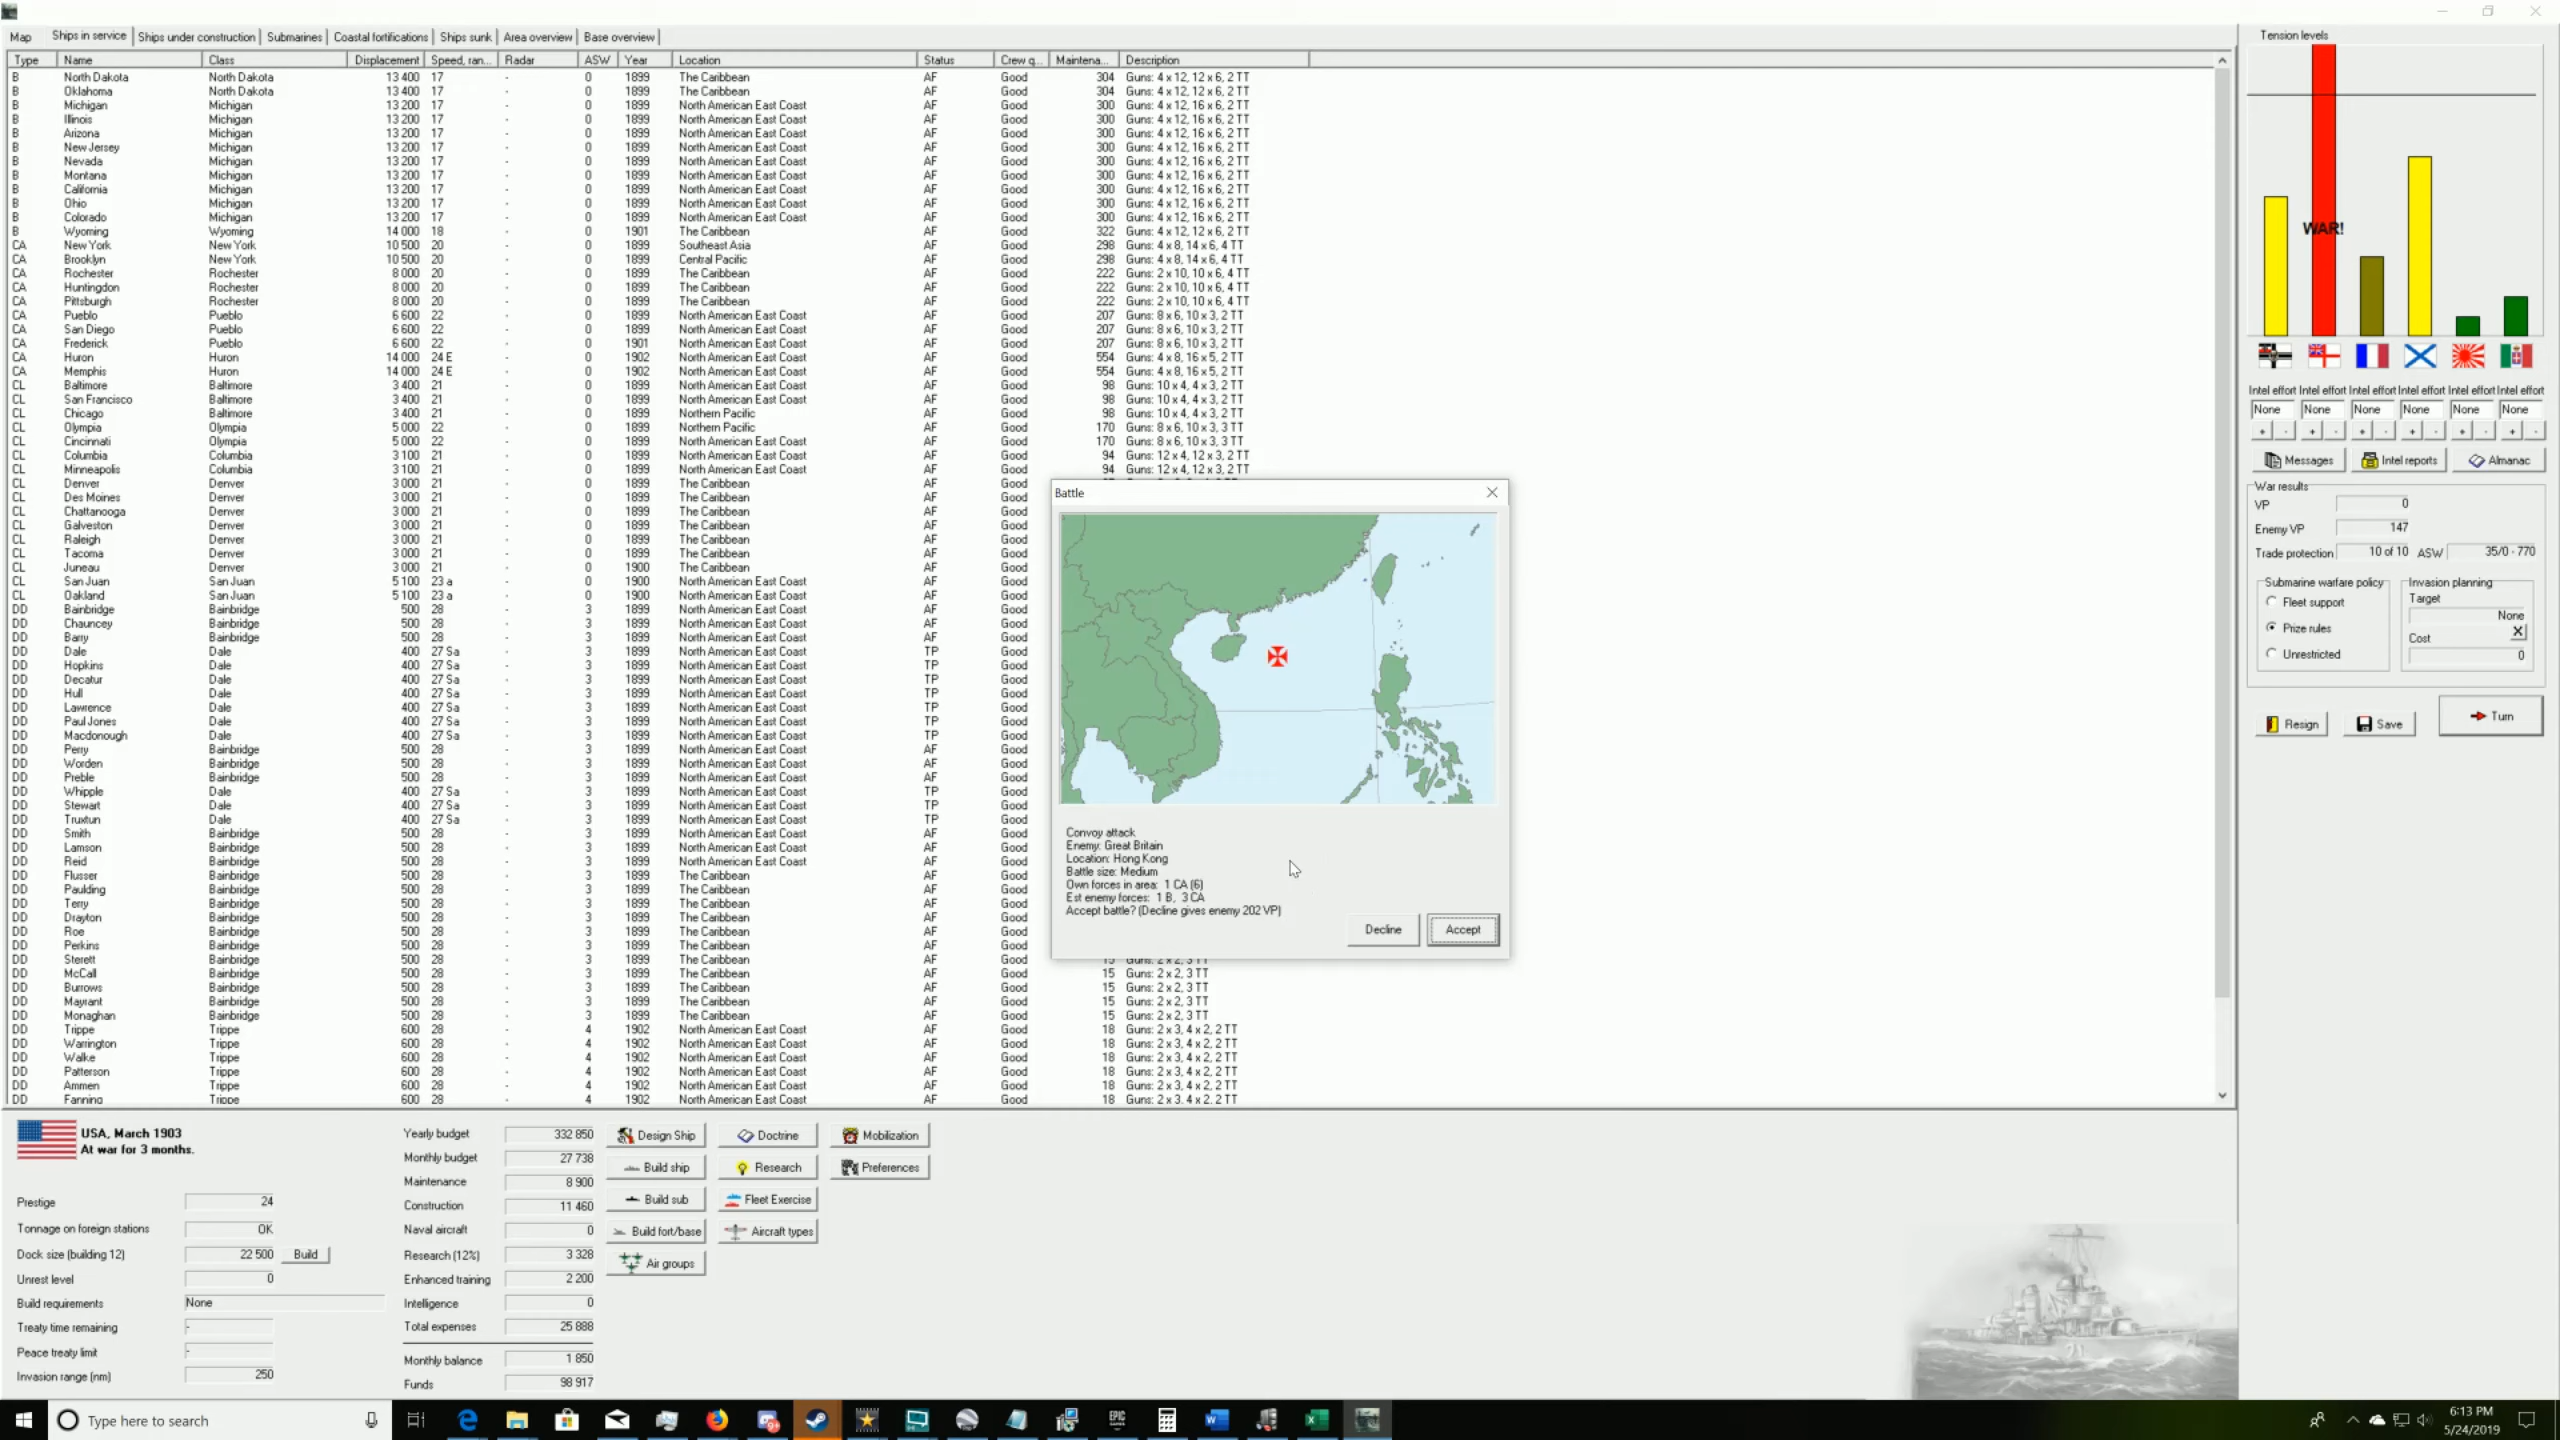 Map
Ships in service
Ships under construction
Submarines
Coastal fortifications
Ships sunk
Area overview
Base overview
Type Name Class Displacement Speed, ran... Radar ASW Year Location Status Crew q... Maintena... Description
B North Dakota North Dakota 13 400 17 - 0 1899 The Caribbean AF Good 304 Guns: 4 x 12, 12 x 6, 2 TT
B Oklahoma North Dakota 13 400 17 - 0 1899 The Caribbean AF Good 304 Guns: 4 x 12, 12 x 6, 2 TT
B Michigan Michigan 13 200 17 - 0 1899 North American East Coast AF Good 300 Guns: 4 x 12, 16 x 6, 2 TT
B Illinois Michigan 13 200 17 - 0 1899 North American East Coast AF Good 300 Guns: 4 x 12, 16 x 6, 2 TT
B Arizona Michigan 13 200 17 - 0 1899 North American East Coast AF Good 300 Guns: 4 x 12, 16 x 6, 2 TT
B New Jersey Michigan 13 200 17 - 0 1899 North American East Coast AF Good 300 Guns: 4 x 12, 16 x 6, 2 TT
B Nevada Michigan 13 200 17 - 0 1899 North American East Coast AF Good 300 Guns: 4 x 12, 16 x 6, 2 TT
B Montana Michigan 13 200 17 - 0 1899 North American East Coast AF Good 300 Guns: 4 x 12, 16 x 6, 2 TT
B California Michigan 13 200 17 - 0 1899 North American East Coast AF Good 300 Guns: 4 x 12, 16 x 6, 2 TT
B Ohio Michigan 13 200 17 - 0 1899 North American East Coast AF Good 300 Guns: 4 x 12, 16 x 6, 2 TT
B Colorado Michigan 13 200 17 - 0 1899 North American East Coast AF Good 300 Guns: 4 x 12, 16 x 6, 2 TT
B Wyoming Wyoming 14 000 18 - 0 1901 The Caribbean AF Good 322 Guns: 4 x 12, 12 x 6, 2 TT
CA New York New York 10 500 20 - 0 1899 Southeast Asia AF Good 298 Guns: 4 x 8, 14 x 6, 4 TT
CA Brooklyn New York 10 500 20 - 0 1899 Central Pacific AF Good 298 Guns: 4 x 8, 14 x 6, 4 TT
CA Rochester Rochester 8 000 20 - 0 1899 The Caribbean AF Good 222 Guns: 2 x 10, 10 x 6, 4 TT
CA Huntingdon Rochester 8 000 20 - 0 1899 The Caribbean AF Good 222 Guns: 2 x 10, 10 x 6, 4 TT
CA Pittsburgh Rochester 8 000 20 - 0 1899 The Caribbean AF Good 222 Guns: 2 x 10, 10 x 6, 4 TT
CA Pueblo Pueblo 6 600 22 - 0 1899 North American East Coast AF Good 207 Guns: 8 x 6, 10 x 3, 2 TT
CA San Diego Pueblo 6 600 22 - 0 1899 North American East Coast AF Good 207 Guns: 8 x 6, 10 x 3, 2 TT
CA Frederick Pueblo 6 600 22 - 0 1901 North American East Coast AF Good 207 Guns: 8 x 6, 10 x 3, 2 TT
CA Huron Huron 14 000 24 E - 0 1902 North American East Coast AF Good 554 Guns: 4 x 8, 16 x 5, 2 TT
CA Memphis Huron 14 000 24 E - 0 1902 North American East Coast AF Good 554 Guns: 4 x 8, 16 x 5, 2 TT
CL Baltimore Baltimore 3 400 21 - 0 1899 North American East Coast AF Good 98 Guns: 10 x 4, 4 x 3, 2 TT
CL San Francisco Baltimore 3 400 21 - 0 1899 North American East Coast AF Good 98 Guns: 10 x 4, 4 x 3, 2 TT
CL Chicago Baltimore 3 400 21 - 0 1899 Northern Pacific AF Good 98 Guns: 10 x 4, 4 x 3, 2 TT
CL Olympia Olympia 5 000 22 - 0 1899 Northern Pacific AF Good 170 Guns: 8 x 6, 10 x 3, 3 TT
CL Cincinnati Olympia 5 000 22 - 0 1899 North American East Coast AF Good 170 Guns: 8 x 6, 10 x 3, 3 TT
CL Columbia Columbia 3 100 21 - 0 1899 North American East Coast AF Good 94 Guns: 12 x 4, 12 x 3, 2 TT
CL Minneapolis Columbia 3 100 21 - 0 1899 North American East Coast AF Good 94 Guns: 12 x 4, 12 x 3, 2 TT
CL Denver Denver 3 000 21 - 0 1899 The Caribbean AF Good
CL Des Moines Denver 3 000 21 - 0 1899 The Caribbean AF Good
CL Chattanooga Denver 3 000 21 - 0 1899 The Caribbean AF Good
CL Galveston Denver 3 000 21 - 0 1899 The Caribbean AF Good
CL Raleigh Denver 3 000 21 - 0 1899 The Caribbean AF Good
CL Tacoma Denver 3 000 21 - 0 1899 The Caribbean AF Good
CL Juneau Denver 3 000 21 - 0 1900 The Caribbean AF Good
CL San Juan San Juan 5 100 23 a - 0 1900 North American East Coast AF Good
CL Oakland San Juan 5 100 23 a - 0 1900 North American East Coast AF Good
DD Bainbridge Bainbridge 500 28 - 3 1899 North American East Coast AF Good
DD Chauncey Bainbridge 500 28 - 3 1899 North American East Coast AF Good
DD Barry Bainbridge 500 28 - 3 1899 North American East Coast AF Good
DD Dale Dale 400 27 Sa - 3 1899 North American East Coast TP Good
DD Hopkins Dale 400 27 Sa - 3 1899 North American East Coast TP Good
DD Decatur Dale 400 27 Sa - 3 1899 North American East Coast TP Good
DD Hull Dale 400 27 Sa - 3 1899 North American East Coast TP Good
DD Lawrence Dale 400 27 Sa - 3 1899 North American East Coast TP Good
DD Paul Jones Dale 400 27 Sa - 3 1899 North American East Coast TP Good
DD Macdonough Dale 400 27 Sa - 3 1899 North American East Coast TP Good
DD Perry Bainbridge 500 28 - 3 1899 North American East Coast AF Good
DD Worden Bainbridge 500 28 - 3 1899 North American East Coast AF Good
DD Preble Bainbridge 500 28 - 3 1899 North American East Coast AF Good
DD Whipple Dale 400 27 Sa - 3 1899 North American East Coast TP Good
DD Stewart Dale 400 27 Sa - 3 1899 North American East Coast TP Good
DD Truxtun Dale 400 27 Sa - 3 1899 North American East Coast TP Good
DD Smith Bainbridge 500 28 - 3 1899 North American East Coast AF Good
DD Lamson Bainbridge 500 28 - 3 1899 North American East Coast AF Good
DD Reid Bainbridge 500 28 - 3 1899 North American East Coast AF Good
DD Flusser Bainbridge 500 28 - 3 1899 The Caribbean AF Good
DD Paulding Bainbridge 500 28 - 3 1899 The Caribbean AF Good
DD Terry Bainbridge 500 28 - 3 1899 The Caribbean AF Good
DD Drayton Bainbridge 500 28 - 3 1899 The Caribbean AF Good
DD Roe Bainbridge 500 28 - 3 1899 The Caribbean AF Good
DD Perkins Bainbridge 500 28 - 3 1899 The Caribbean AF Good
DD Sterett Bainbridge 500 28 - 3 1899 The Caribbean AF Good 15 Guns: 2 x 2, 3 TT
DD McCall Bainbridge 500 28 - 3 1899 The Caribbean AF Good 15 Guns: 2 x 2, 3 TT
DD Burrows Bainbridge 500 28 - 3 1899 The Caribbean AF Good 15 Guns: 2 x 2, 3 TT
DD Mayrant Bainbridge 500 28 - 3 1899 The Caribbean AF Good 15 Guns: 2 x 2, 3 TT
DD Monaghan Bainbridge 500 28 - 3 1899 The Caribbean AF Good 15 Guns: 2 x 2, 3 TT
DD Trippe Trippe 600 28 - 4 1902 North American East Coast AF Good 18 Guns: 2 x 3, 4 x 2, 2 TT
DD Warrington Trippe 600 28 - 4 1902 North American East Coast AF Good 18 Guns: 2 x 3, 4 x 2, 2 TT
DD Walke Trippe 600 28 - 4 1902 North American East Coast AF Good 18 Guns: 2 x 3, 4 x 2, 2 TT
DD Patterson Trippe 600 28 - 4 1902 North American East Coast AF Good 18 Guns: 2 x 3, 4 x 2, 2 TT
DD Ammen Trippe 600 28 - 4 1902 North American East Coast AF Good 18 Guns: 2 x 3, 4 x 2, 2 TT
DD Fanning Trippe 600 28 - 4 1902 North American East Coast AF Good 18 Guns: 2 x 3, 4 x 2, 2 TT
Battle
Convoy attack
Enemy: Great Britain
Location: Hong Kong
Battle size: Medium
Own forces in area: 1 CA (6)
Est enemy forces: 1 B, 3 CA
Accept battle? (Decline gives enemy 202 VP)
Decline
Accept
Tension levels
WAR!
Intel effort Intel effort Intel effort Intel effort Intel effort Intel effort
None None None None None None
+ - + - + - + - + - + -
Messages
Intel reports
Almanac
War results
VP 0
Enemy VP 147
Trade protection 10 of 10 ASW 35/0 - 770
Submarine warfare policy
Fleet support
Prize rules
Unrestricted
Invasion planning
Target
None
X
Cost
0
Resign
Save
Turn
USA, March 1903
At war for 3 months.
Prestige 24
Tonnage on foreign stations OK
Dock size (building 12) 22 500 Build
Unrest level 0
Build requirements None
Treaty time remaining -
Peace treaty limit -
Invasion range (nm) 250
Yearly budget 332 850
Monthly budget 27 738
Maintenance 8 900
Construction 11 460
Naval aircraft 0
Research (12%) 3 328
Enhanced training 2 200
Intelligence 0
Total expenses 25 888
Monthly balance 1 850
Funds 98 917
Design Ship Doctrine Mobilization
Build ship Research Preferences
Build sub Fleet Exercise
Build fort/base Aircraft types
Air groups
71
Type here to search
EPIC
6:13 PM
5/24/2019